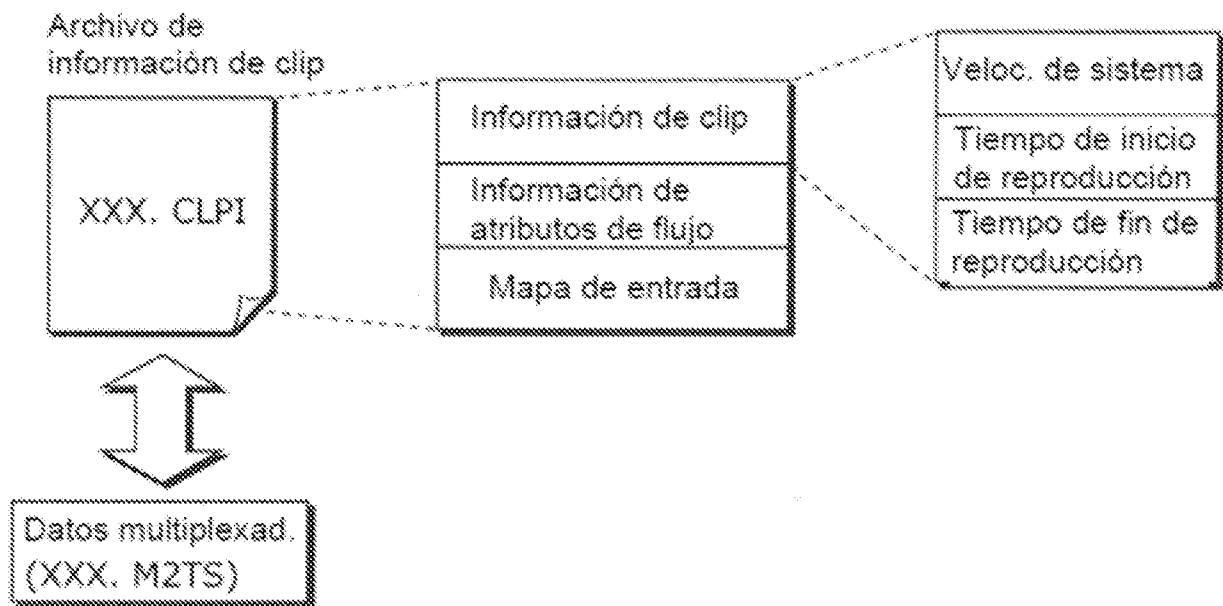 Archivo de
información de clip
XXX. CLPI
Información de clip
Información de
atributos de flujo
Mapa de entrada
Veloc. de sistema
Tiempo de inicio
de reproducción
Tiempo de fin de
reproducción
Datos multiplexad.
(XXX. M2TS)